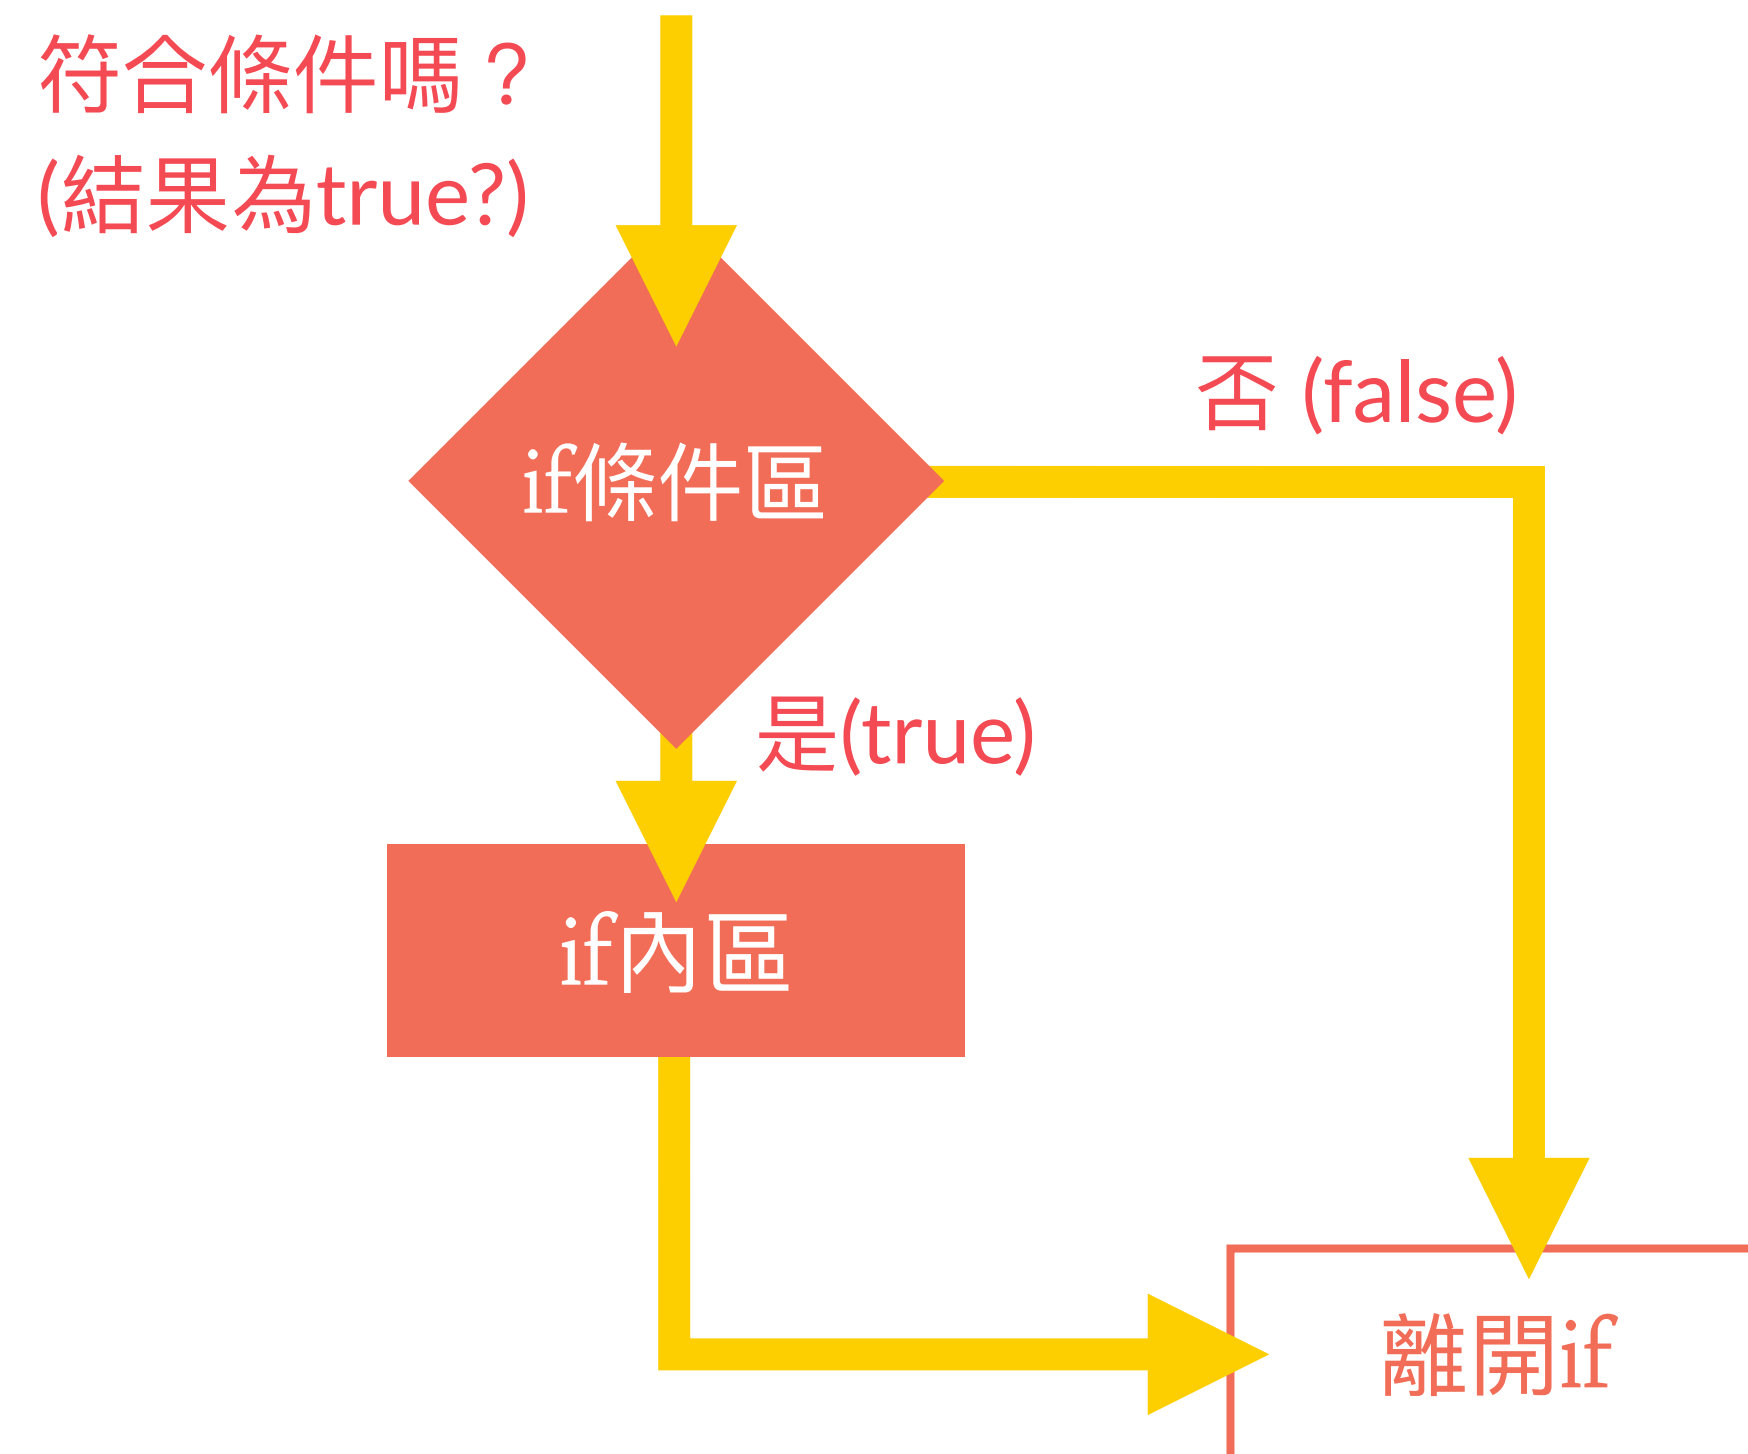 符合條件嗎？
(結果為true?)
否 (false)
if條件區
是(true)
if內區
離開if